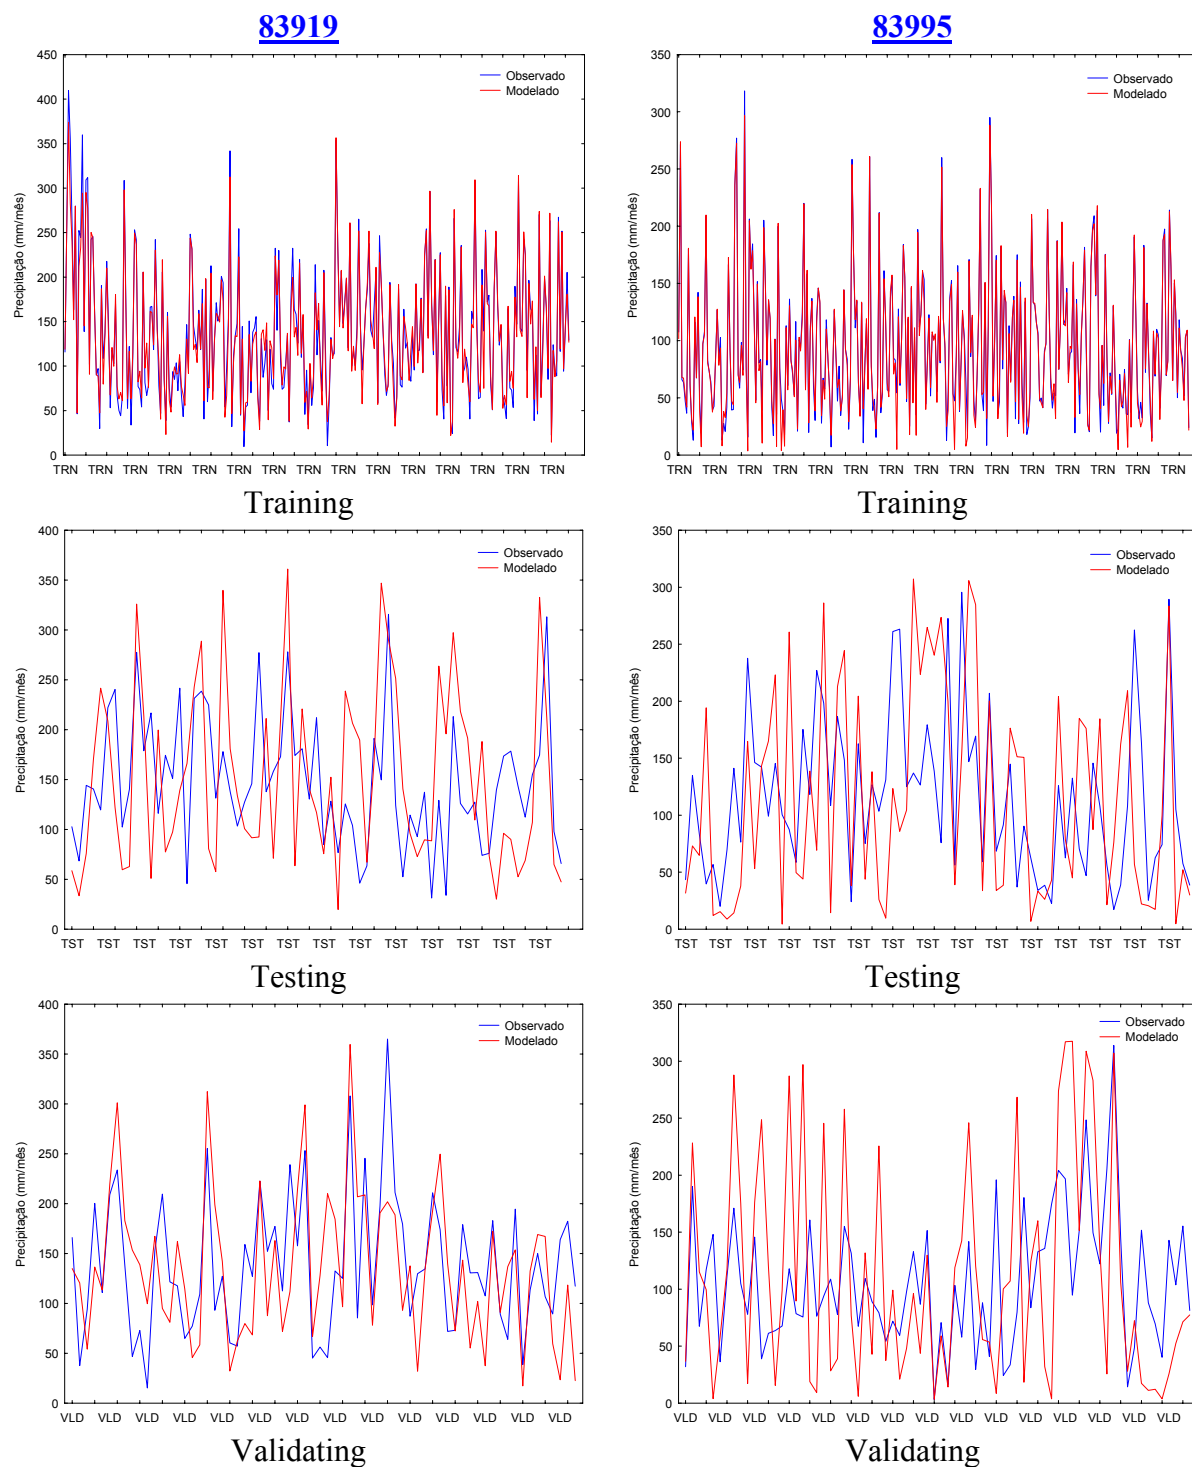 83919
83995
450
400
350
300
250
200
150
100
50
0
Precipitação (mm/mês)
Observado
Modelado
TRN TRN TRN TRN TRN TRN TRN TRN TRN TRN TRN TRN TRN TRN
Training
350
300
250
200
150
100
50
0
Precipitação (mm/mês)
Observado
Modelado
TRN TRN TRN TRN TRN TRN TRN TRN TRN TRN TRN TRN TRN
Training
400
350
300
250
200
150
100
50
0
Precipitação (mm/mês)
Observado
Modelado
TST TST TST TST TST TST TST TST TST TST TST TST
Testing
350
300
250
200
150
100
50
0
Precipitação (mm/mês)
Observado
Modelado
TST TST TST TST TST TST TST TST TST TST TST TST TST TST TST
Testing
400
350
300
250
200
150
100
50
0
Precipitação (mm/mês)
Observado
Modelado
VLD VLD VLD VLD VLD VLD VLD VLD VLD VLD VLD VLD VLD VLD
Validating
350
300
250
200
150
100
50
0
Precipitação (mm/mês)
Observado
Modelado
VLD VLD VLD VLD VLD VLD VLD VLD VLD VLD VLD VLD VLD VLD VLD
Validating